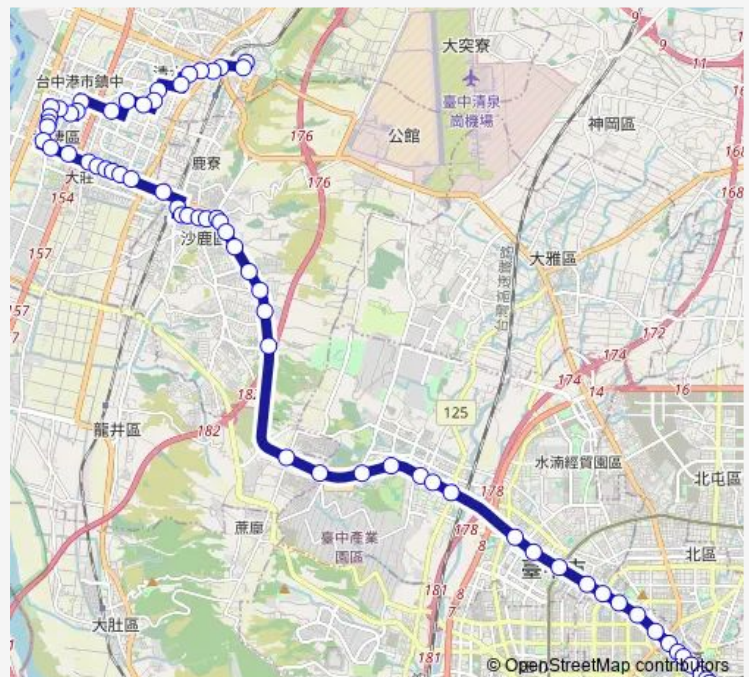 大突寮
9
11
9
台中港市鎮中
臺中清泉
崗機場
神岡區
176
公館
鹿寮
168
大莊
176
154
168
沙鹿區
157
大雅區
172
157
174
174
14
16
125
龍井區
182
水湳經貿園區
北屯區
178
178
蔗廍
臺中產業
園區
8
8
北區
181
7
大肚區
181
© OpenStreetMap contributors